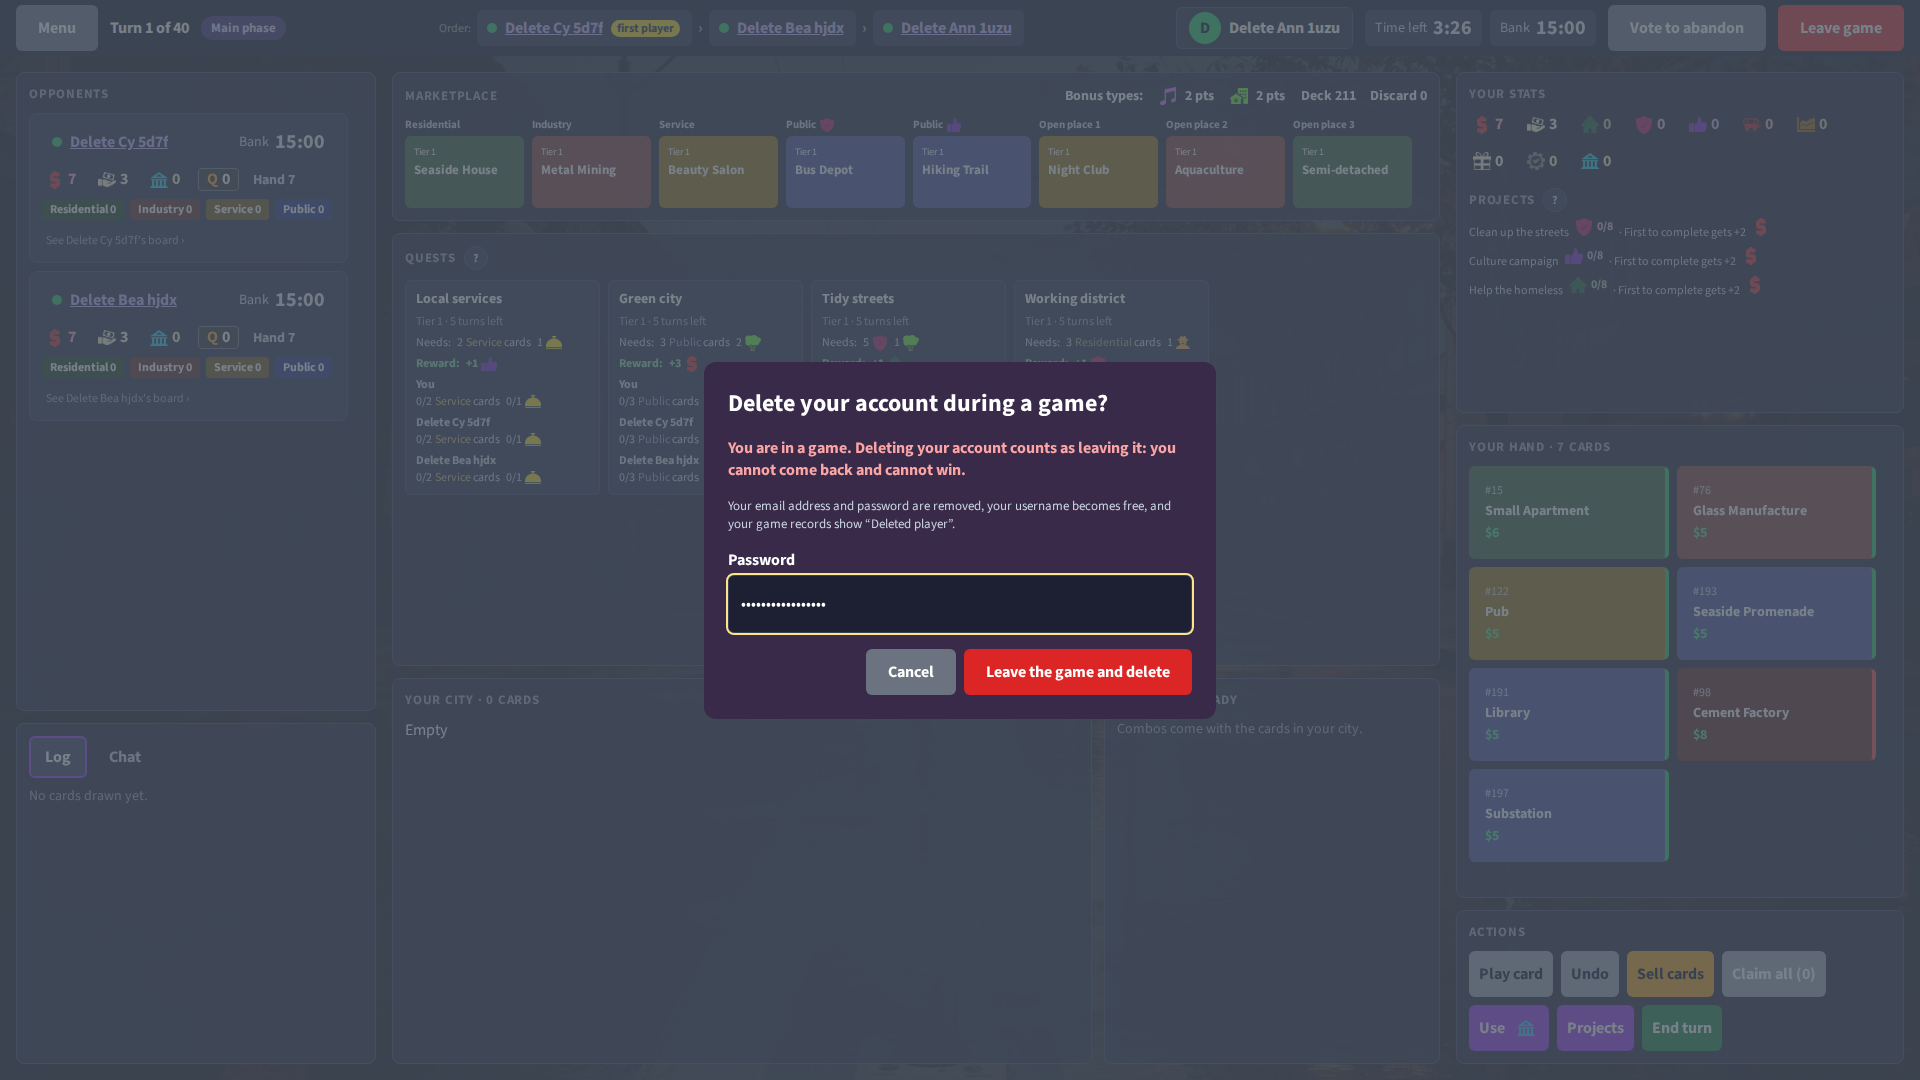 Menu
Turn 1 of 40
Main phase
Order:
Delete Cy 5d7f
first player
›
Delete Bea hjdx
›
Delete Ann 1uzu
D
Delete Ann 1uzu
Time left 3:26
Bank 15:00
Vote to abandon
Leave game
OPPONENTS
Delete Cy 5d7f
Bank 15:00
7 3 0 Q 0 Hand 7
Residential 0 Industry 0 Service 0 Public 0
See Delete Cy 5d7f's board ›
Delete Bea hjdx
Bank 15:00
7 3 0 Q 0 Hand 7
Residential 0 Industry 0 Service 0 Public 0
See Delete Bea hjdx's board ›
Log
Chat
No cards drawn yet.
MARKETPLACE
Bonus types: 2 pts 2 pts Deck 211 Discard 0
Residential
Tier 1
Seaside House
Industry
Tier 1
Metal Mining
Service
Tier 1
Beauty Salon
Public
Tier 1
Bus Depot
Public
Tier 1
Hiking Trail
Open place 1
Tier 1
Night Club
Open place 2
Tier 1
Aquaculture
Open place 3
Tier 1
Semi-detached
QUESTS ?
Local services
Tier 1 · 5 turns left
Needs: 2 Service cards 1
Reward: +1
You
0/2 Service cards 0/1
Delete Cy 5d7f
0/2 Service cards 0/1
Delete Bea hjdx
0/2 Service cards 0/1
Green city
Tier 1 · 5 turns left
Needs: 3 Public cards 2
Reward: +3
You
0/3 Public cards
Delete Cy 5d7f
0/3 Public cards
Delete Bea hjdx
0/3 Public cards
Tidy streets
Tier 1 · 5 turns left
Needs: 5 1
Working district
Tier 1 · 5 turns left
Needs: 3 Residential cards 1
Delete your account during a game?
You are in a game. Deleting your account counts as leaving it: you
cannot come back and cannot win.
Your email address and password are removed, your username becomes free, and
your game records show “Deleted player”.
Password
•••••••••••••••••
Cancel
Leave the game and delete
YOUR CITY · 0 CARDS
Empty
Combos come with the cards in your city.
YOUR STATS
7 3 0 0 0 0 0
0 0 0
PROJECTS ?
Clean up the streets 0/8 · First to complete gets +2
Culture campaign 0/8 · First to complete gets +2
Help the homeless 0/8 · First to complete gets +2
YOUR HAND · 7 CARDS
#15
Small Apartment
$6
#76
Glass Manufacture
$5
#122
Pub
$5
#193
Seaside Promenade
$5
#191
Library
$5
#98
Cement Factory
$8
#197
Substation
$5
ACTIONS
Play card
Undo
Sell cards
Claim all (0)
Use
Projects
End turn